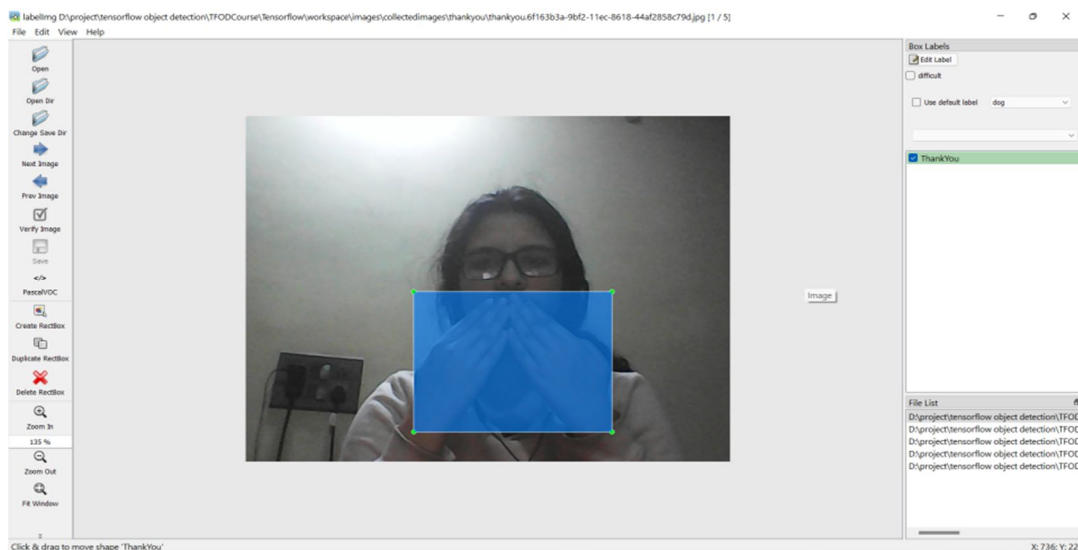 labelImg D:\project\tensorflow object detection\TFODCourse\Tensorflow\workspace\images\collectedimages\thankyou\thankyou.6f163b3a-9bf2-11ec-8618-44af2858c79d.jpg [1 / 5]
File Edit View Help
Open
Open Dir
Change Save Dir
Next Image
Prev Image
Verify Image
Save
</>
PascalVOC
Create RectBox
Duplicate RectBox
Delete RectBox
Zoom In
135 %
Zoom Out
Fit Window
Image
Box Labels
Edit Label
difficult
Use default label dog
ThankYou
File List
D:\project\tensorflow object detection\TFOD
D:\project\tensorflow object detection\TFOD
D:\project\tensorflow object detection\TFOD
D:\project\tensorflow object detection\TFOD
D:\project\tensorflow object detection\TFOD
Click & drag to move shape 'ThankYou'
X: 736; Y: 22